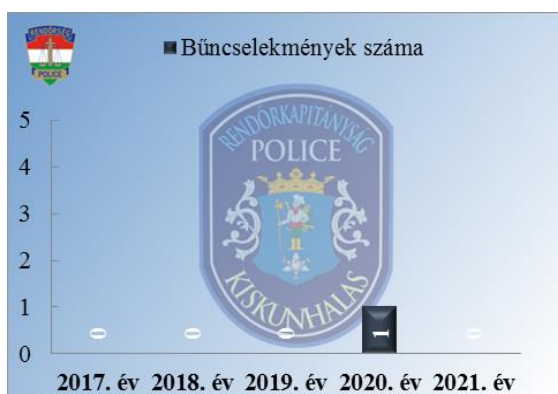 RENDŐRSÉG
POLICE
Bűncselekmények száma
RENDŐRKAPITÁNYSÁG
POLICE
KISKUNHALAS
5
4
3
2
1
0
0 0 0 1 0
2017. év 2018. év 2019. év 2020. év 2021. év